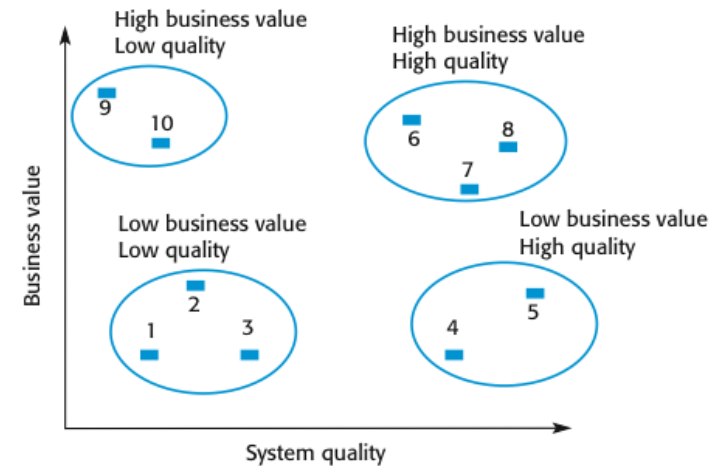 High business value
Low quality
High business value
High quality
9
10
6
8
7
Low business value
Low quality
Low business value
High quality
2
1
3
4
5
Business value
System quality